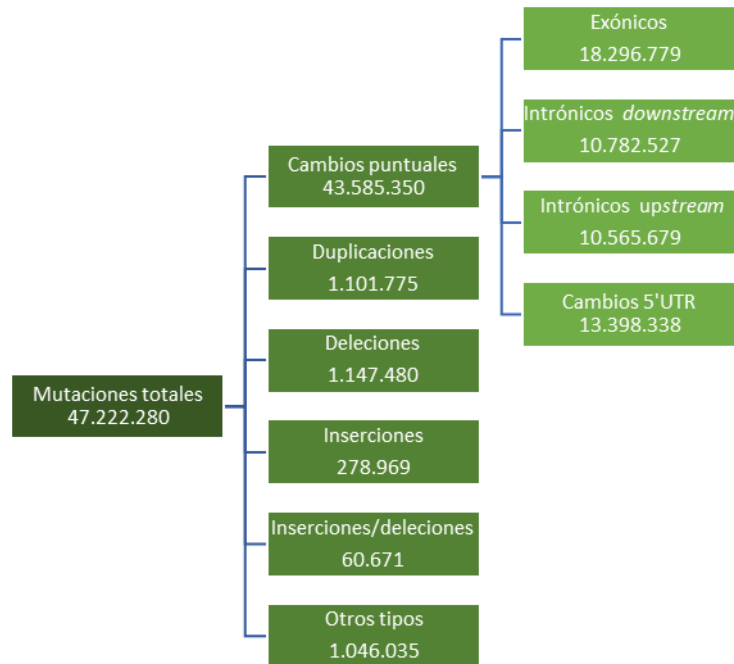 Mutaciones totales
47.222.280
Cambios puntuales
43.585.350
Duplicaciones
1.101.775
Deleciones
1.147.480
Inserciones
278.969
Inserciones/deleciones
60.671
Otros tipos
1.046.035
Exónicos
18.296.779
Intrónicos downstream
10.782.527
Intrónicos upstream
10.565.679
Cambios 5'UTR
13.398.338